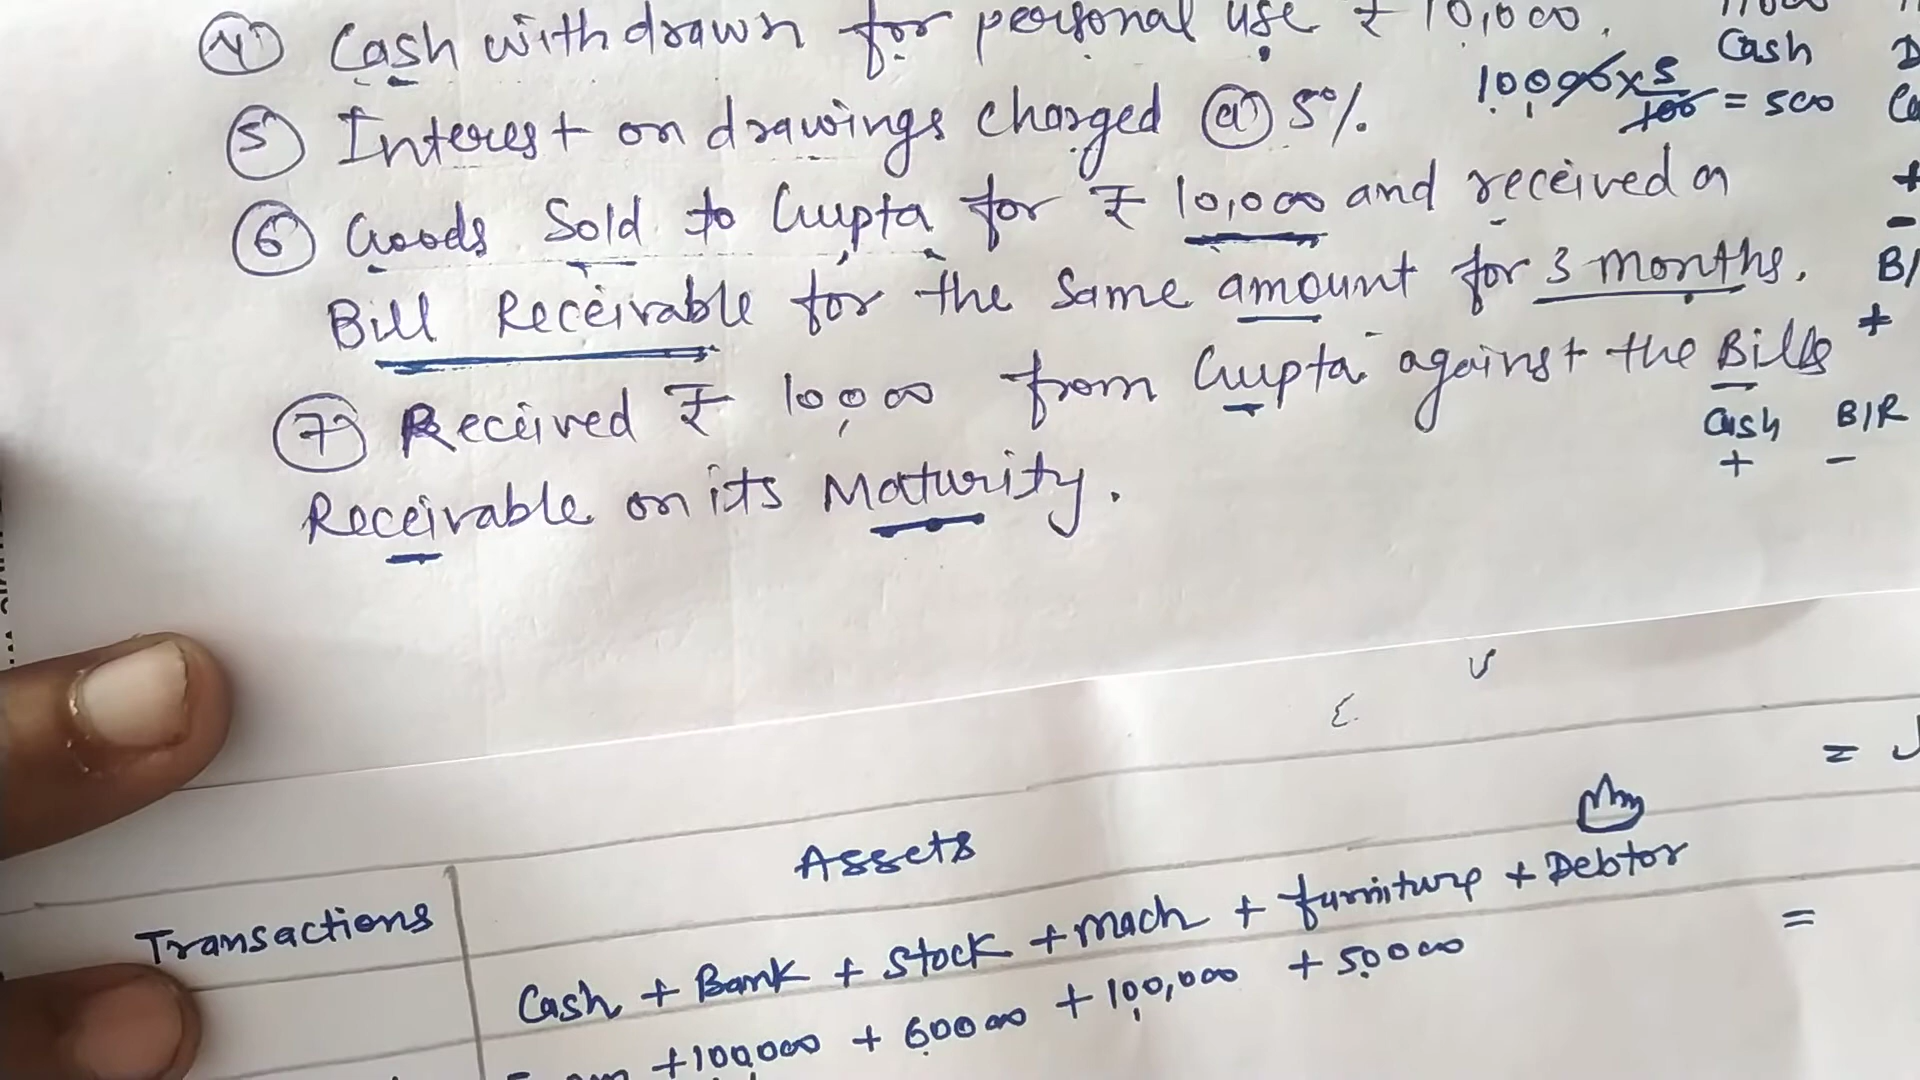 ④ Cash withdrawn for personal use ₹ 10,000.
Cash
⑤ Interest on drawings charged @ 5%.
10000 x 5/100 = 500
⑥ Goods Sold to Gupta for ₹ 10,000 and received a
+
-
Bill Receivable for the same amount for 3 months.
B/
+
⑦ Received ₹ 10,000 from Gupta against the Bills
Cash B/R
+ -
Receivable on its Maturity.
=
Assets
Transactions
Cash + Bank + Stock + Mach + furniture + Debtor
=
+100,000 + 60000 + 100,000 + 50000